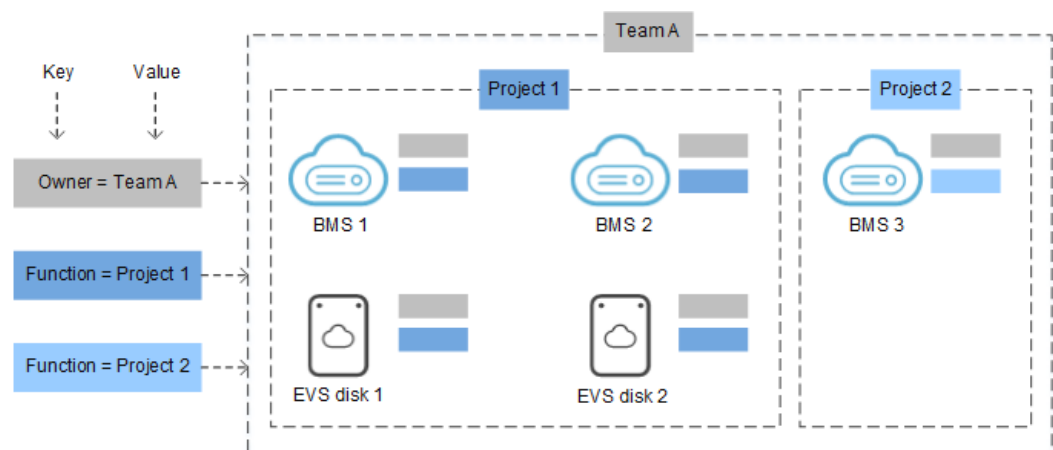 Team A
Key
Value
Project 1
Project 2
Owner = Team A
BMS 1
BMS 2
BMS 3
Function = Project 1
Function = Project 2
EVS disk 1
EVS disk 2